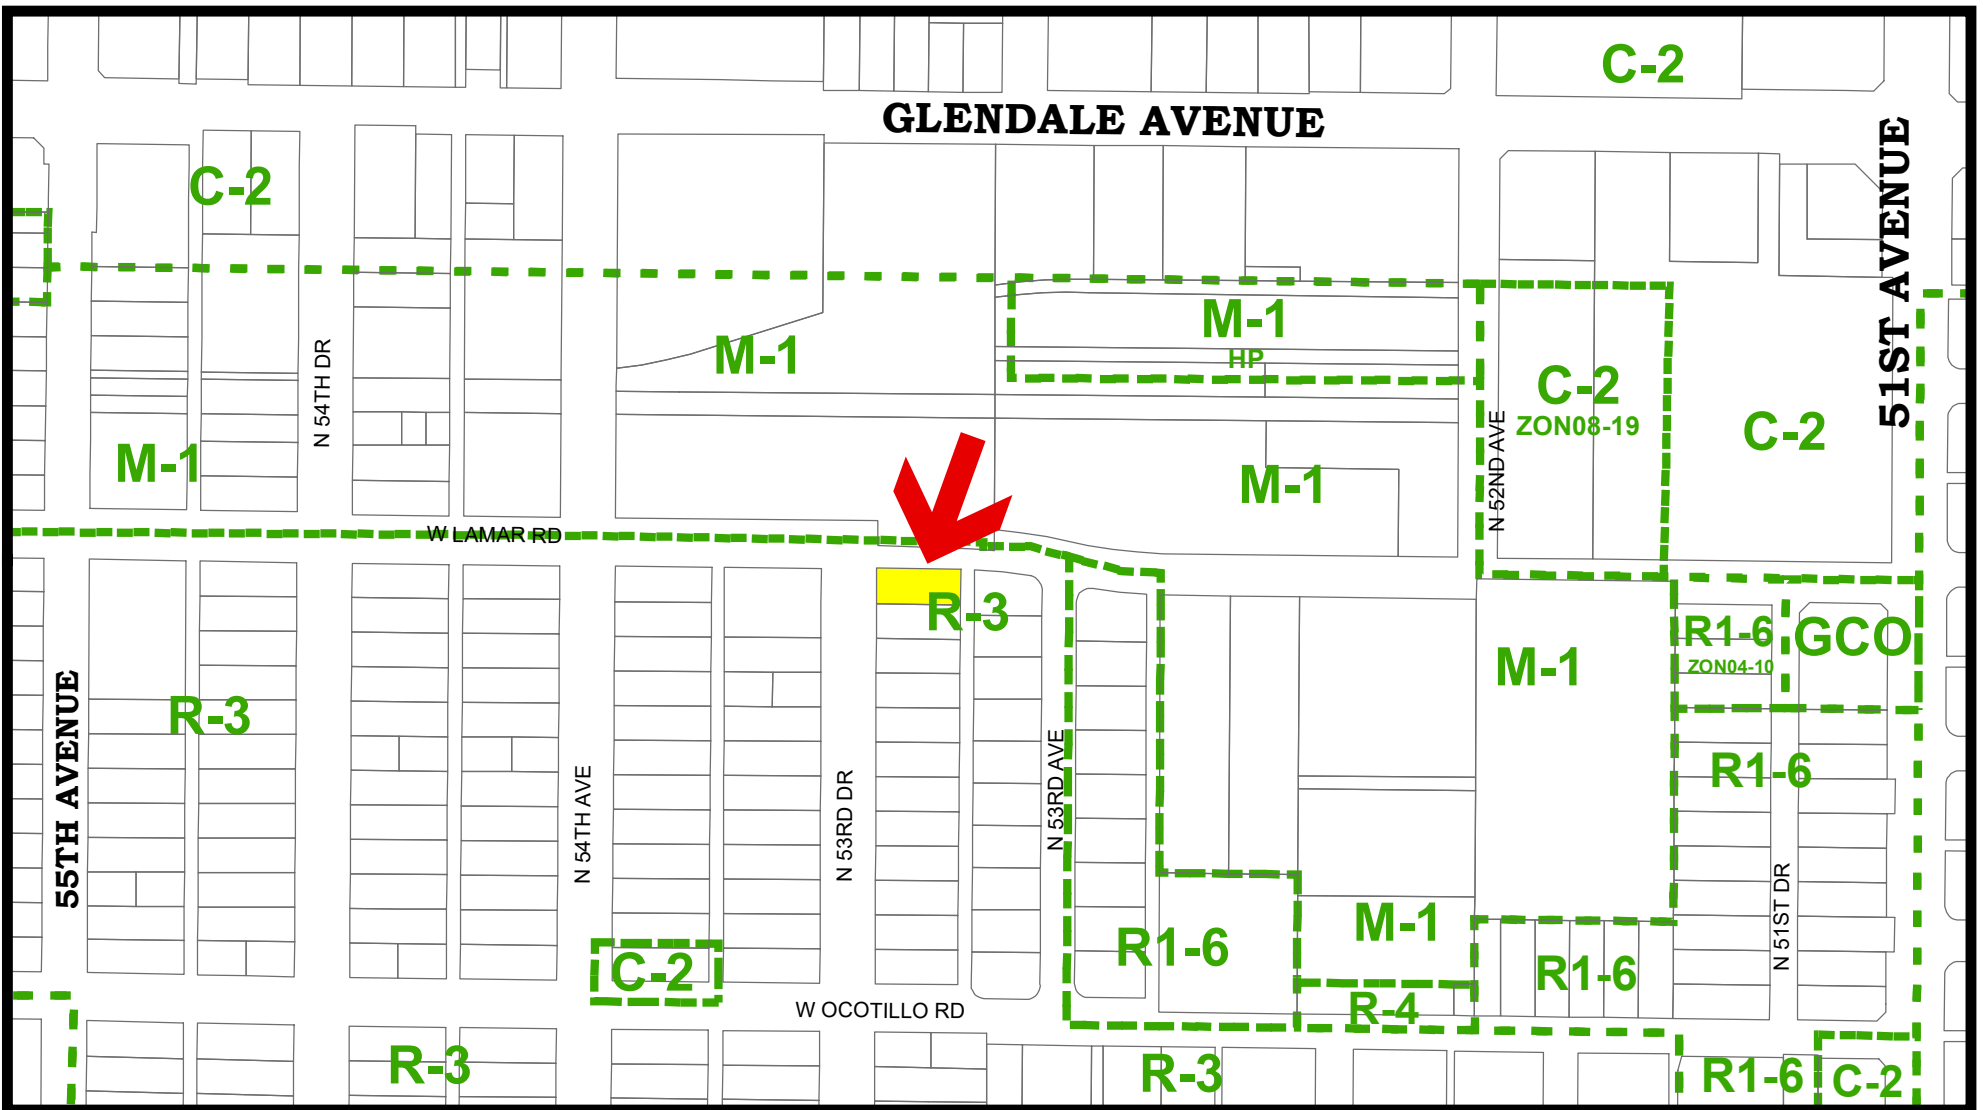 C-2
GLENDALE AVENUE
51ST AVENUE
C-2
M-1
HP
M-1
N 54TH DR
C-2
ZON08-19
C-2
M-1
M-1
N 52ND AVE
W LAMAR RD
R-3
R1-6
ZON04-10
GCO
M-1
R-3
55TH AVENUE
R1-6
N 54TH AVE
N 53RD DR
N 53RD AVE
N 51ST DR
M-1
R1-6
C-2
R1-6
W OCOTILLO RD
R-4
R-3
R-3
R1-6
C-2